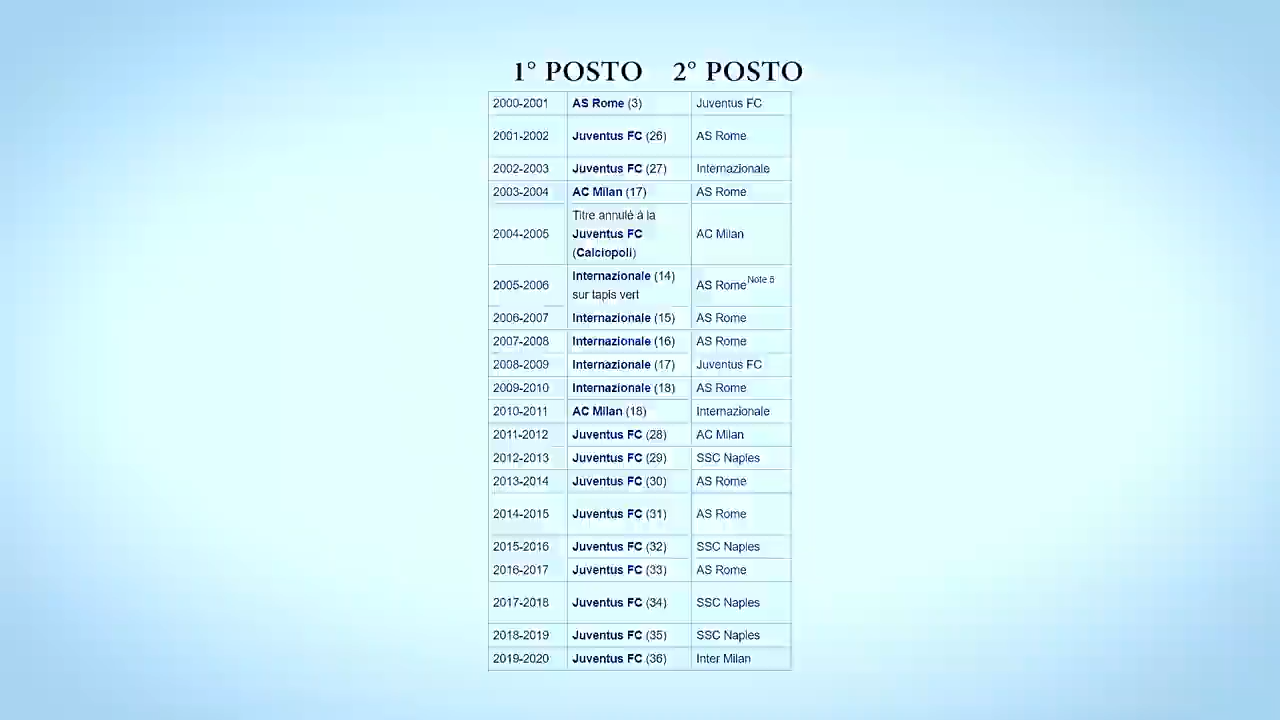 1° POSTO 2° POSTO
2000-2001 AS Rome (3) Juventus FC
2001-2002 Juventus FC (26) AS Rome
2002-2003 Juventus FC (27) Internazionale
2003-2004 AC Milan (17) AS Rome
2004-2005 Titre annulé à la Juventus FC (Calciopoli) AC Milan
2005-2006 Internazionale (14) sur tapis vert AS Rome Note 6
2006-2007 Internazionale (15) AS Rome
2007-2008 Internazionale (16) AS Rome
2008-2009 Internazionale (17) Juventus FC
2009-2010 Internazionale (18) AS Rome
2010-2011 AC Milan (18) Internazionale
2011-2012 Juventus FC (28) AC Milan
2012-2013 Juventus FC (29) SSC Naples
2013-2014 Juventus FC (30) AS Rome
2014-2015 Juventus FC (31) AS Rome
2015-2016 Juventus FC (32) SSC Naples
2016-2017 Juventus FC (33) AS Rome
2017-2018 Juventus FC (34) SSC Naples
2018-2019 Juventus FC (35) SSC Naples
2019-2020 Juventus FC (36) Inter Milan